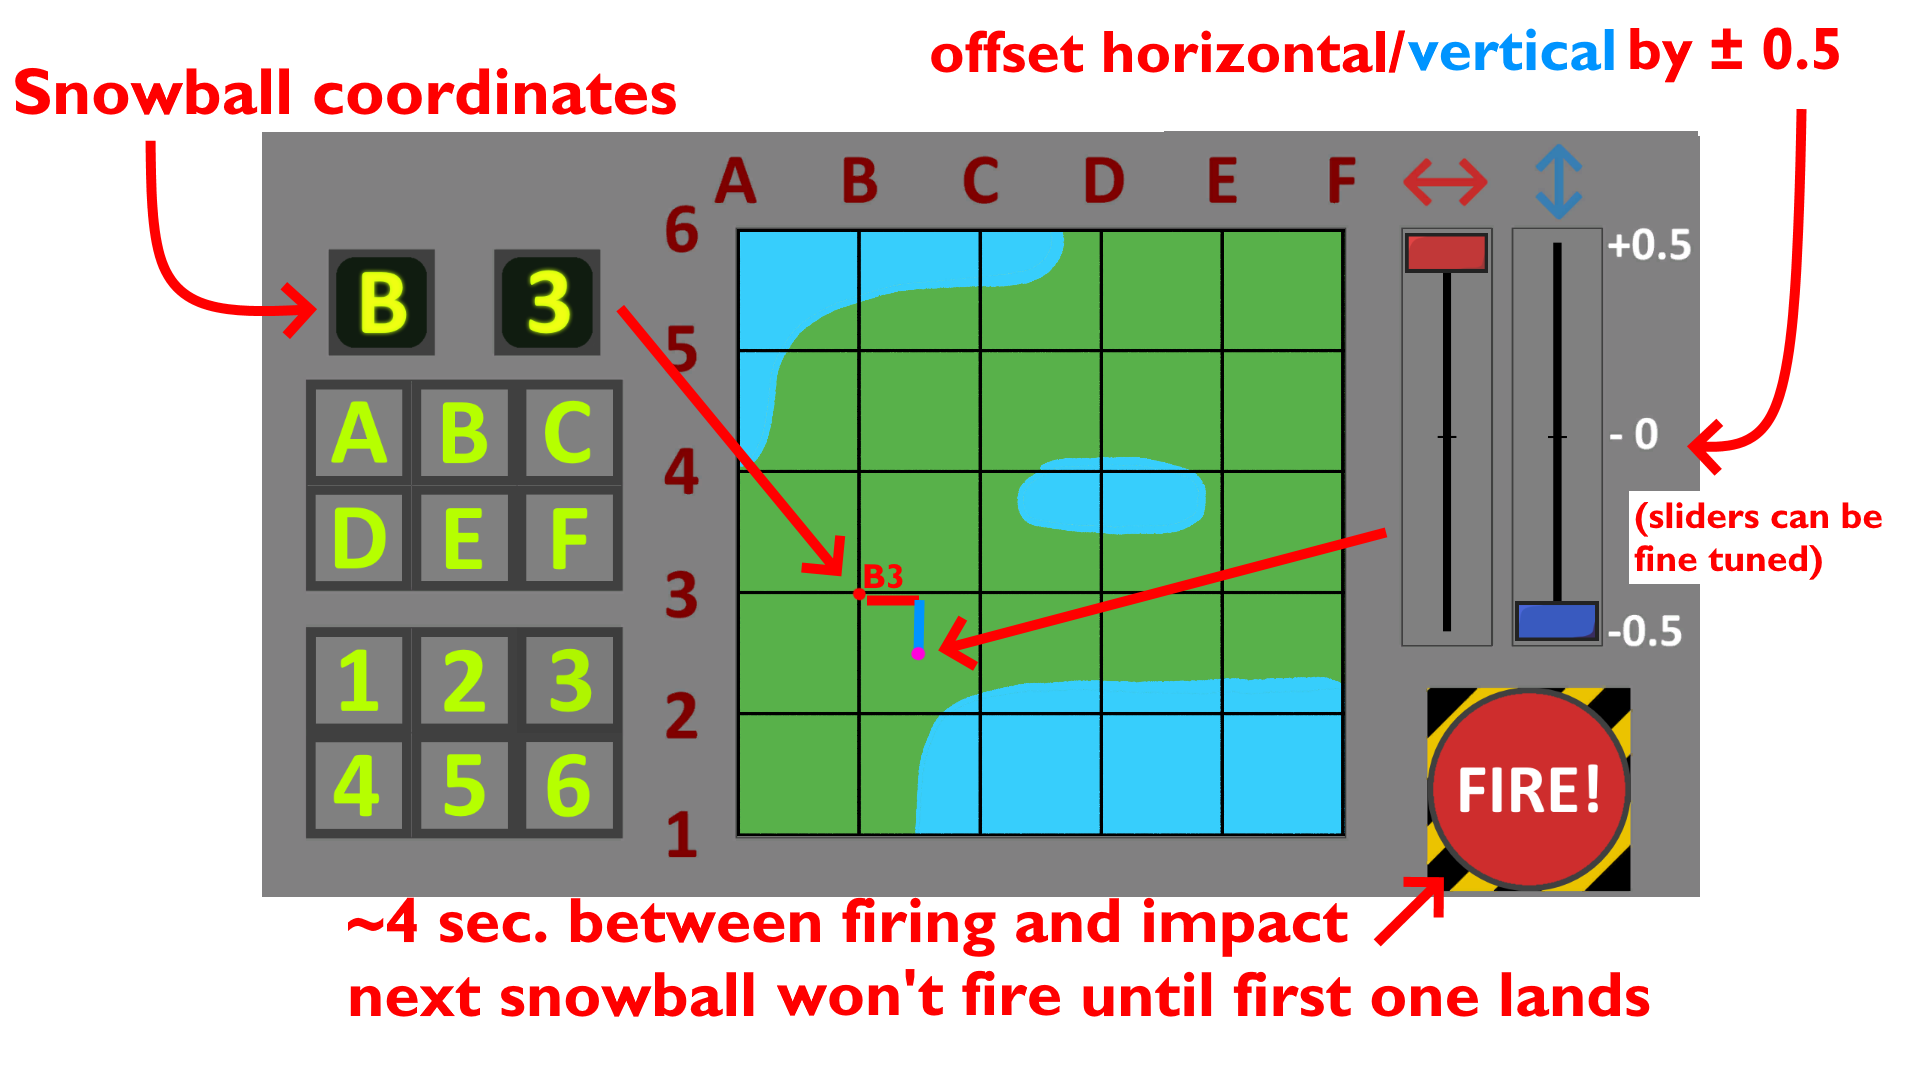 offset horizontal/vertical by ± 0.5
Snowball coordinates
A B C D E F
6
5
4
3
2
1
B 3
A B C
D E F
1 2 3
4 5 6
B3
+0.5
- 0
-0.5
(sliders can be
fine tuned)
FIRE!
~4 sec. between firing and impact
next snowball won't fire until first one lands